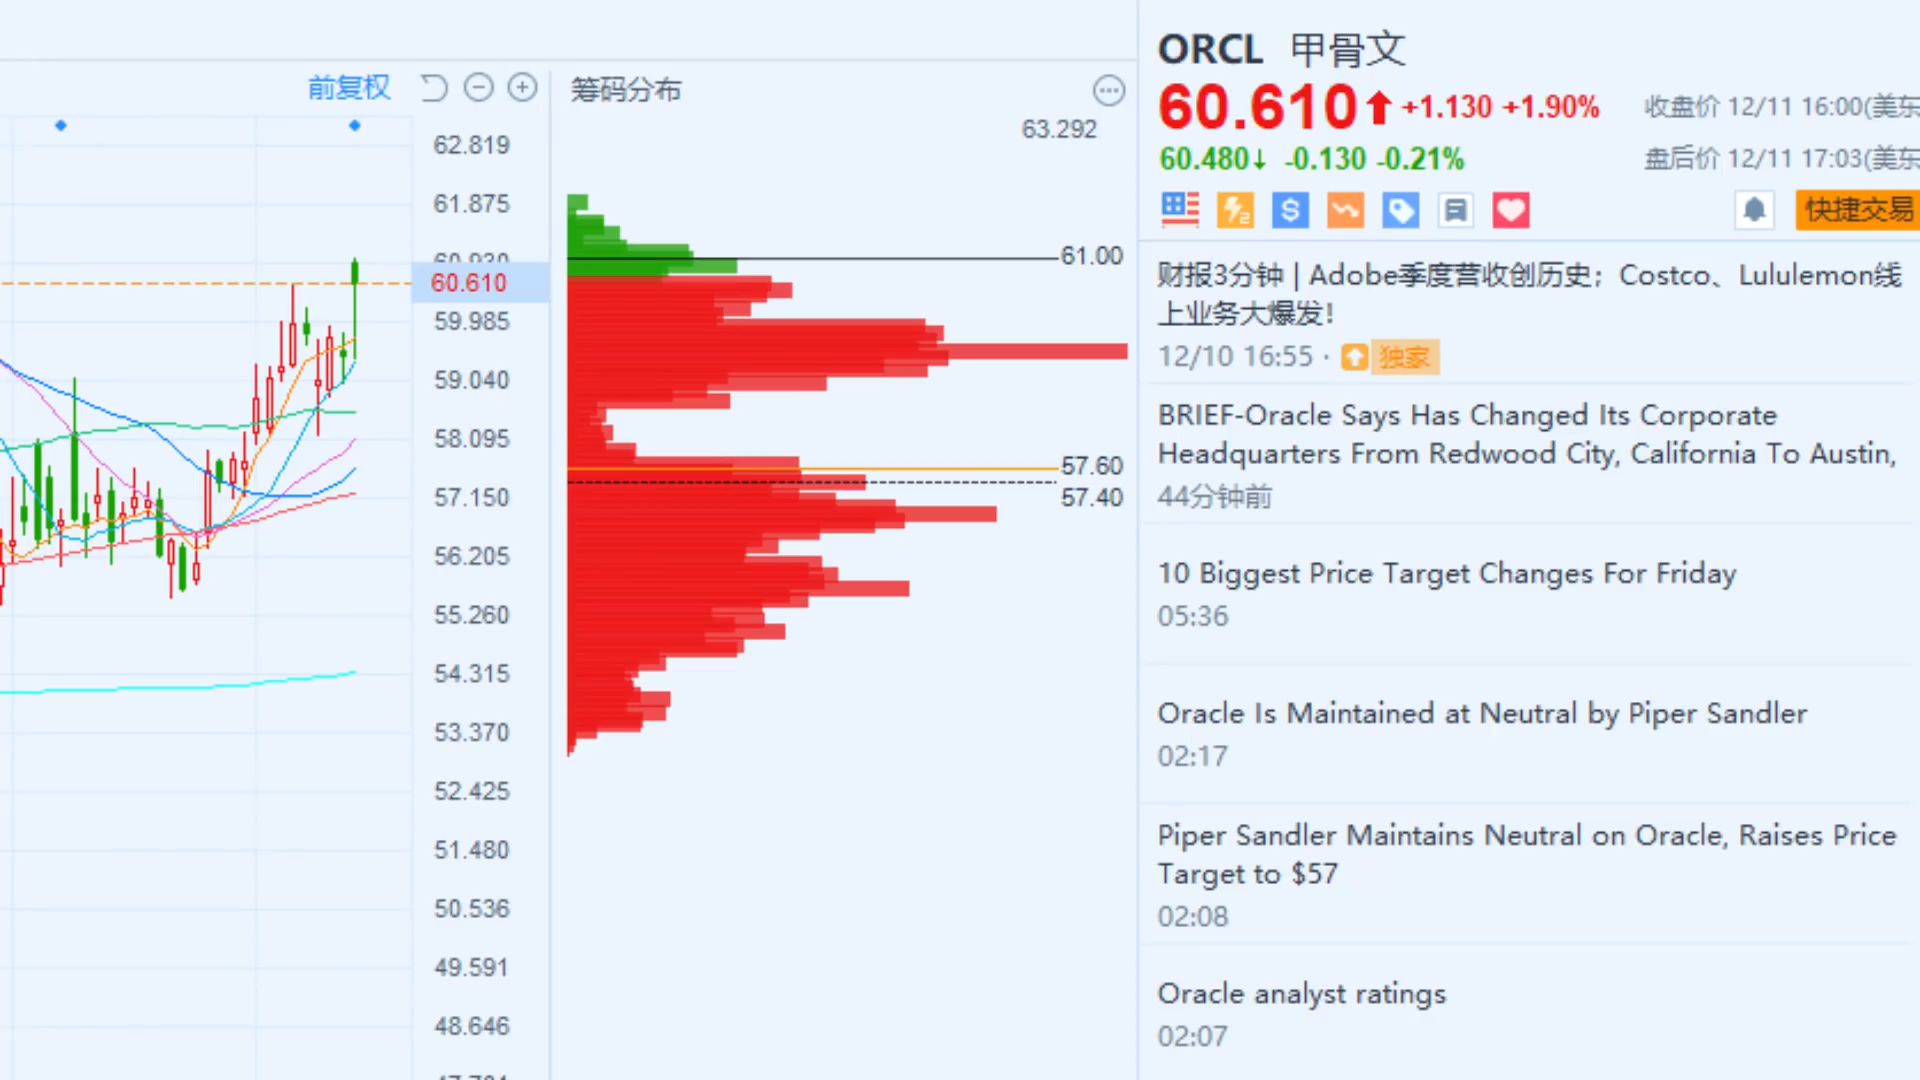 前复权
62.819
61.875
60.930
60.610
59.985
59.040
58.095
57.150
56.205
55.260
54.315
53.370
52.425
51.480
50.536
49.591
48.646
筹码分布
63.292
61.00
57.60
57.40
ORCL 甲骨文
60.610 +1.130 +1.90% 收盘价 12/11 16:00(美东
60.480↓ -0.130 -0.21% 盘后价 12/11 17:03(美东
快捷交易
财报3分钟 | Adobe季度营收创历史；Costco、Lululemon线
上业务大爆发！
12/10 16:55 · 独家
BRIEF-Oracle Says Has Changed Its Corporate
Headquarters From Redwood City, California To Austin,
44分钟前
10 Biggest Price Target Changes For Friday
05:36
Oracle Is Maintained at Neutral by Piper Sandler
02:17
Piper Sandler Maintains Neutral on Oracle, Raises Price
Target to $57
02:08
Oracle analyst ratings
02:07